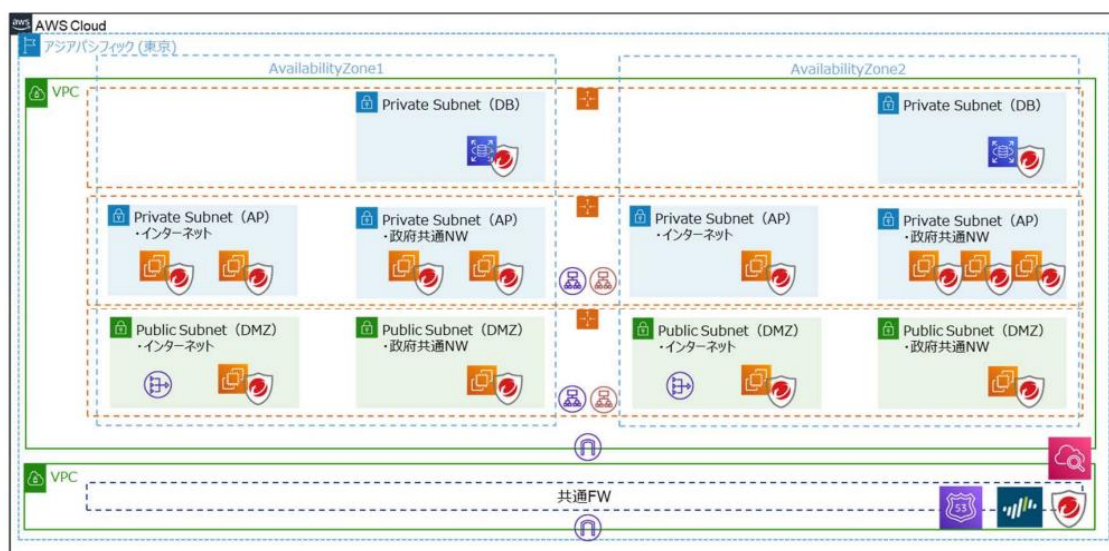 aws AWS Cloud
アジアパシフィック (東京)
AvailabilityZone1
AvailabilityZone2
VPC
Private Subnet（DB）
Private Subnet（DB）
Private Subnet（AP）
・インターネット
Private Subnet（AP）
・政府共通NW
Private Subnet（AP）
・インターネット
Private Subnet（AP）
・政府共通NW
Public Subnet（DMZ）
・インターネット
Public Subnet（DMZ）
・政府共通NW
Public Subnet（DMZ）
・インターネット
Public Subnet（DMZ）
・政府共通NW
VPC
共通FW
53